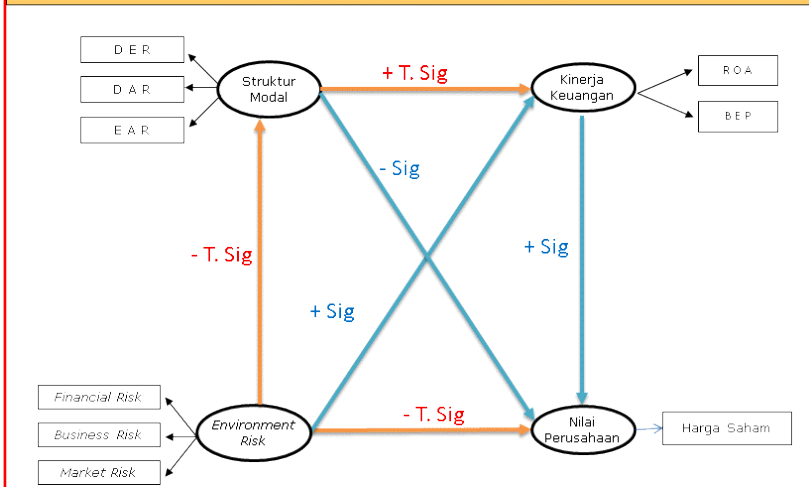 D E R
D A R
E A R
Struktur
Modal
+ T. Sig
Kinerja
Keuangan
R O A
B E P
- Sig
- T. Sig
+ Sig
+ Sig
Financial Risk
Business Risk
Market Risk
Environment
Risk
- T. Sig
Nilai
Perusahaan
Harga Saham